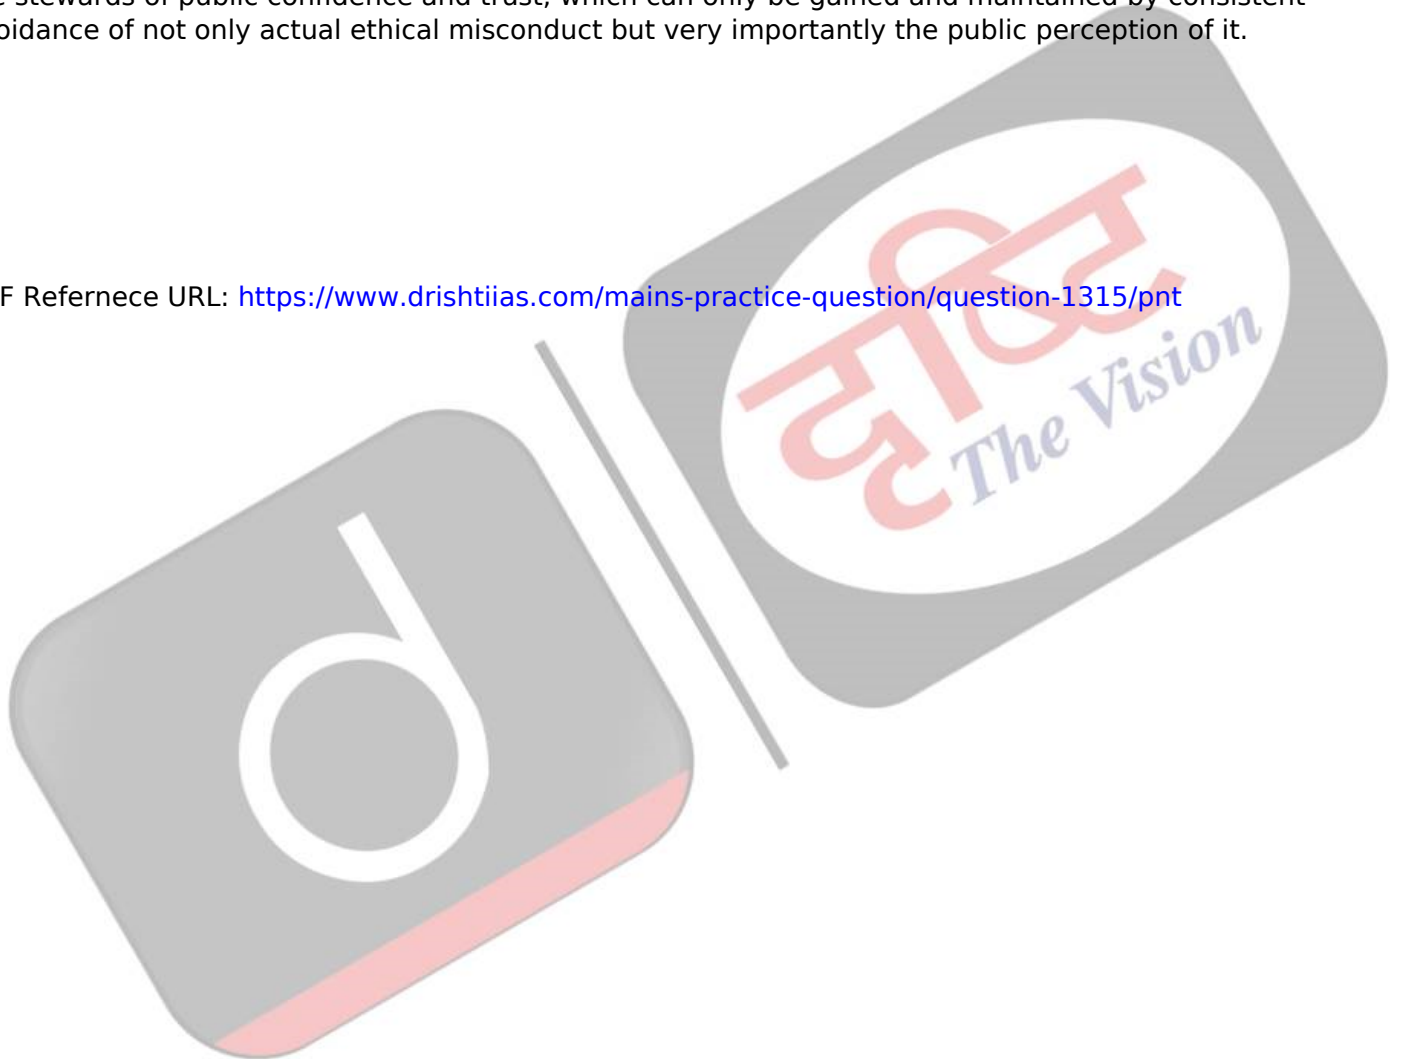 e stewards of public confidence and trust, which can only be gained and maintained by consistent
oidance of not only actual ethical misconduct but very importantly the public perception of it.
F Refernece URL: https://www.drishtiias.com/mains-practice-question/question-1315/pnt
दृष्टि
The Vision
d